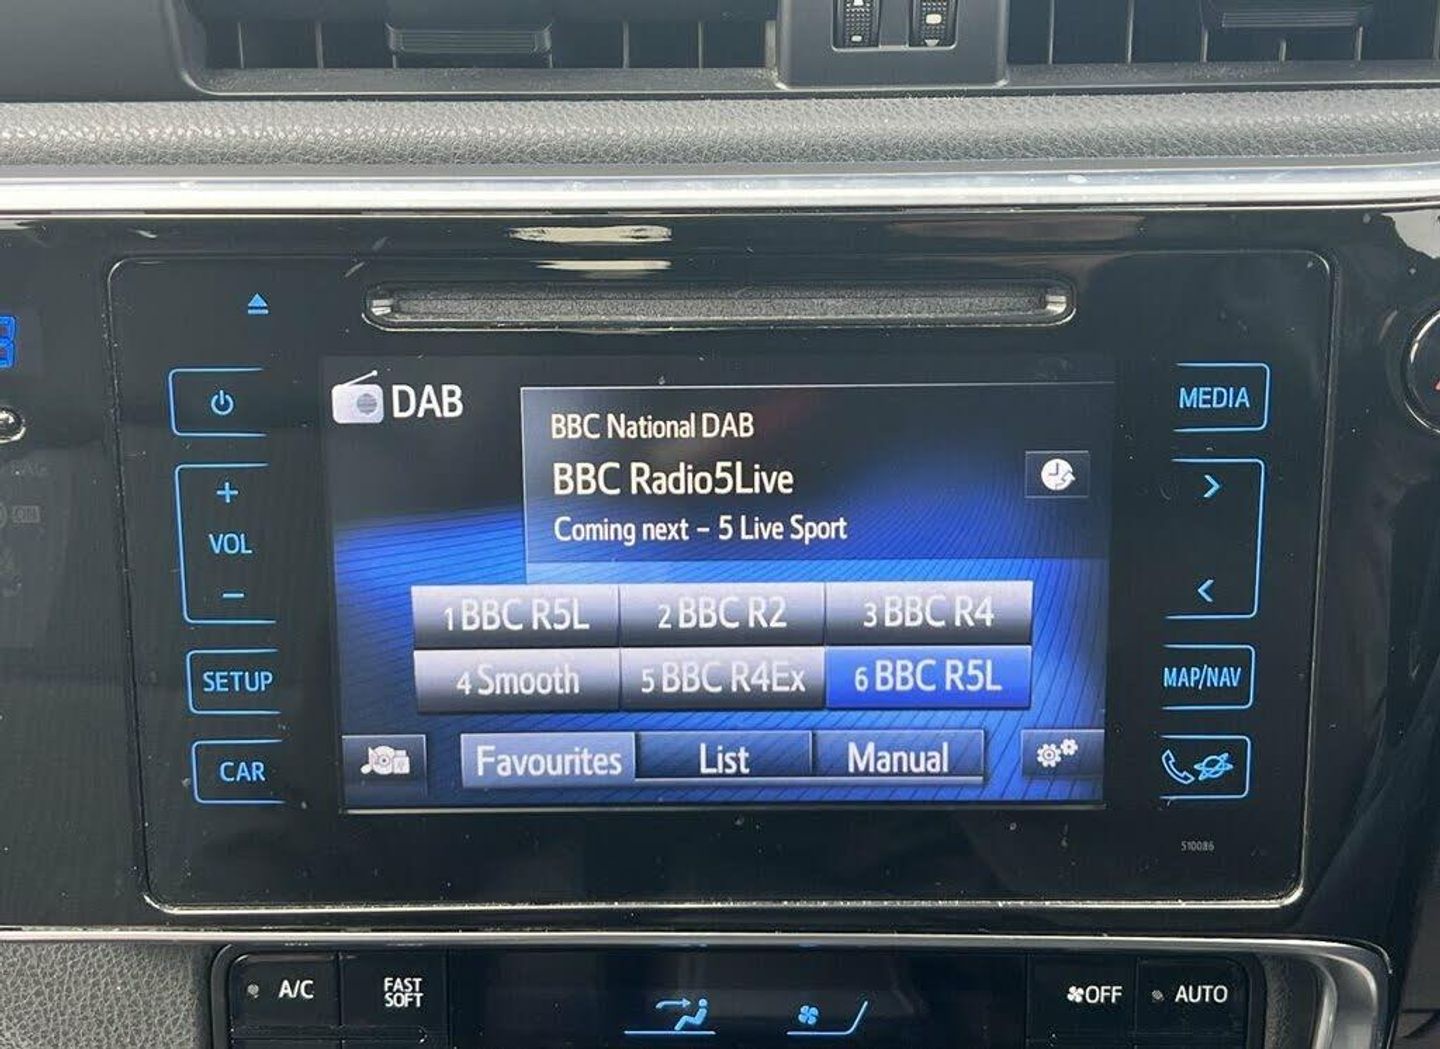 DAB
BBC National DAB
BBC Radio5Live
Coming next – 5 Live Sport
1 BBC R5L
2 BBC R2
3 BBC R4
4 Smooth
5 BBC R4Ex
6 BBC R5L
Favourites
List
Manual
+
VOL
−
SETUP
CAR
MEDIA
>
<
MAP/NAV
510086
A/C
FAST
SOFT
OFF
AUTO